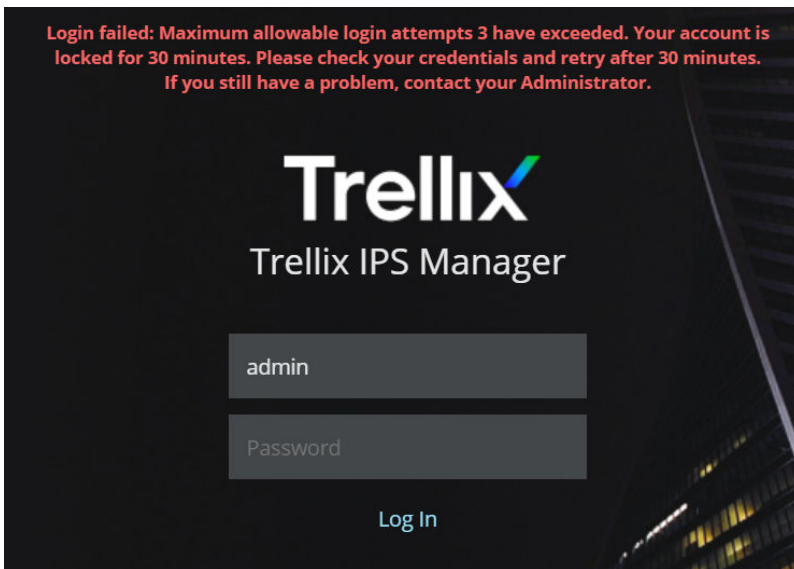 Login failed: Maximum allowable login attempts 3 have exceeded. Your account is
locked for 30 minutes. Please check your credentials and retry after 30 minutes.
If you still have a problem, contact your Administrator.
Trellix
Trellix IPS Manager
admin
Password
Log In